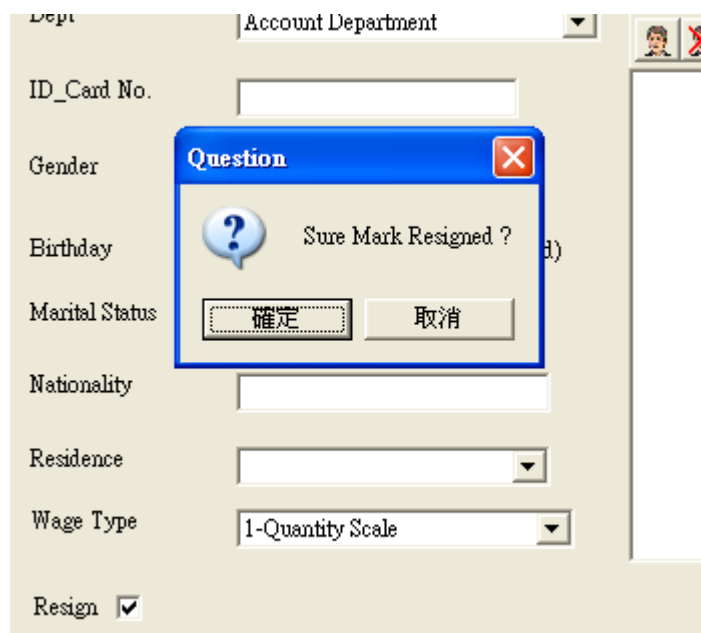 Dept
Account Department
ID_Card No.
Gender
Question
Sure Mark Resigned ?
Birthday
d)
Marital Status
確定
取消
Nationality
Residence
Wage Type
1-Quantity Scale
Resign